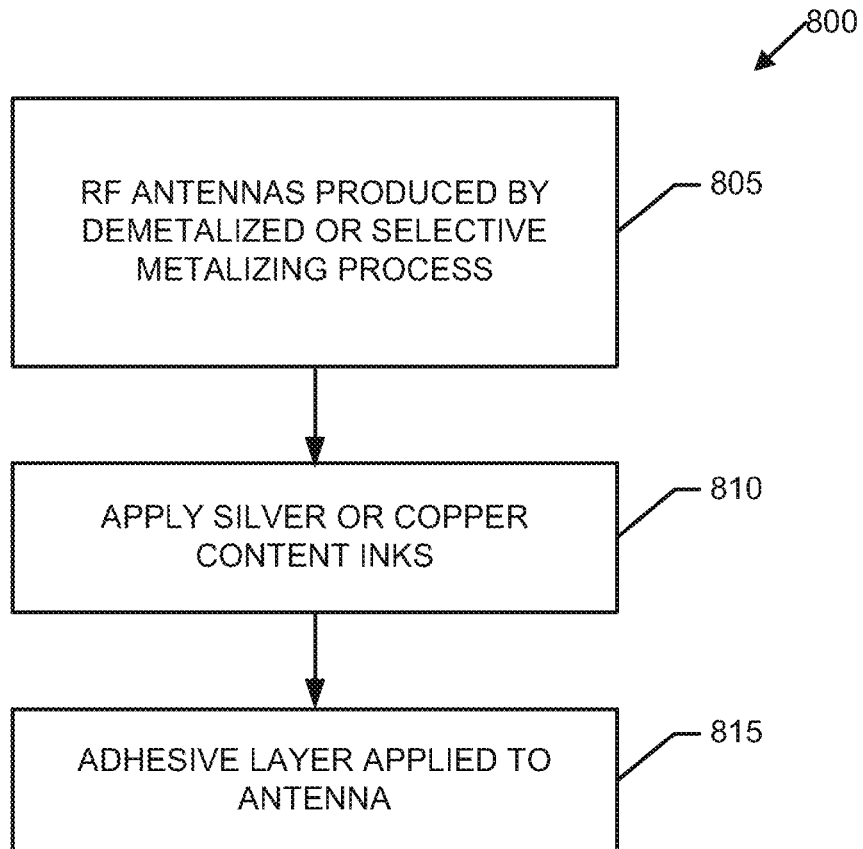 800
RF ANTENNAS PRODUCED BY
DEMETALIZED OR SELECTIVE
METALIZING PROCESS
805
APPLY SILVER OR COPPER
CONTENT INKS
810
ADHESIVE LAYER APPLIED TO
ANTENNA
815